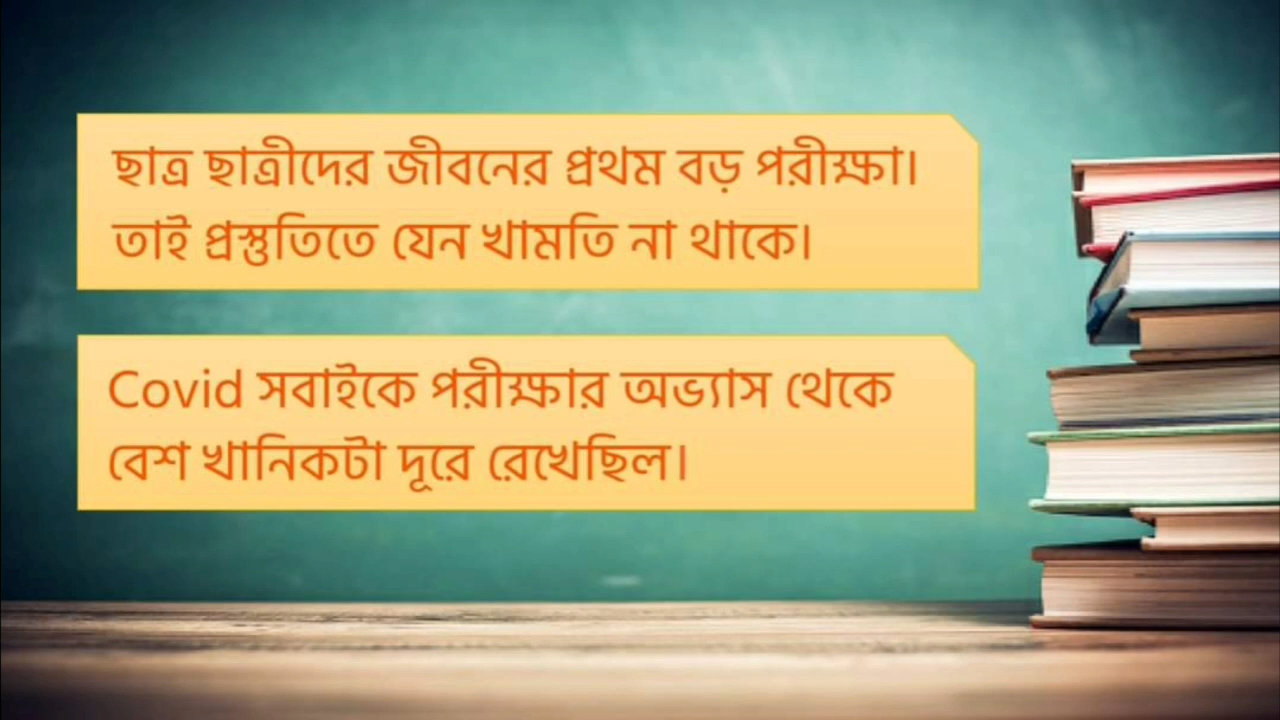 ছাত্র ছাত্রীদের জীবনের প্রথম বড় পরীক্ষা।
তাই প্রস্তুতিতে যেন খামতি না থাকে।
Covid সবাইকে পরীক্ষার অভ্যাস থেকে
বেশ খানিকটা দূরে রেখেছিল।